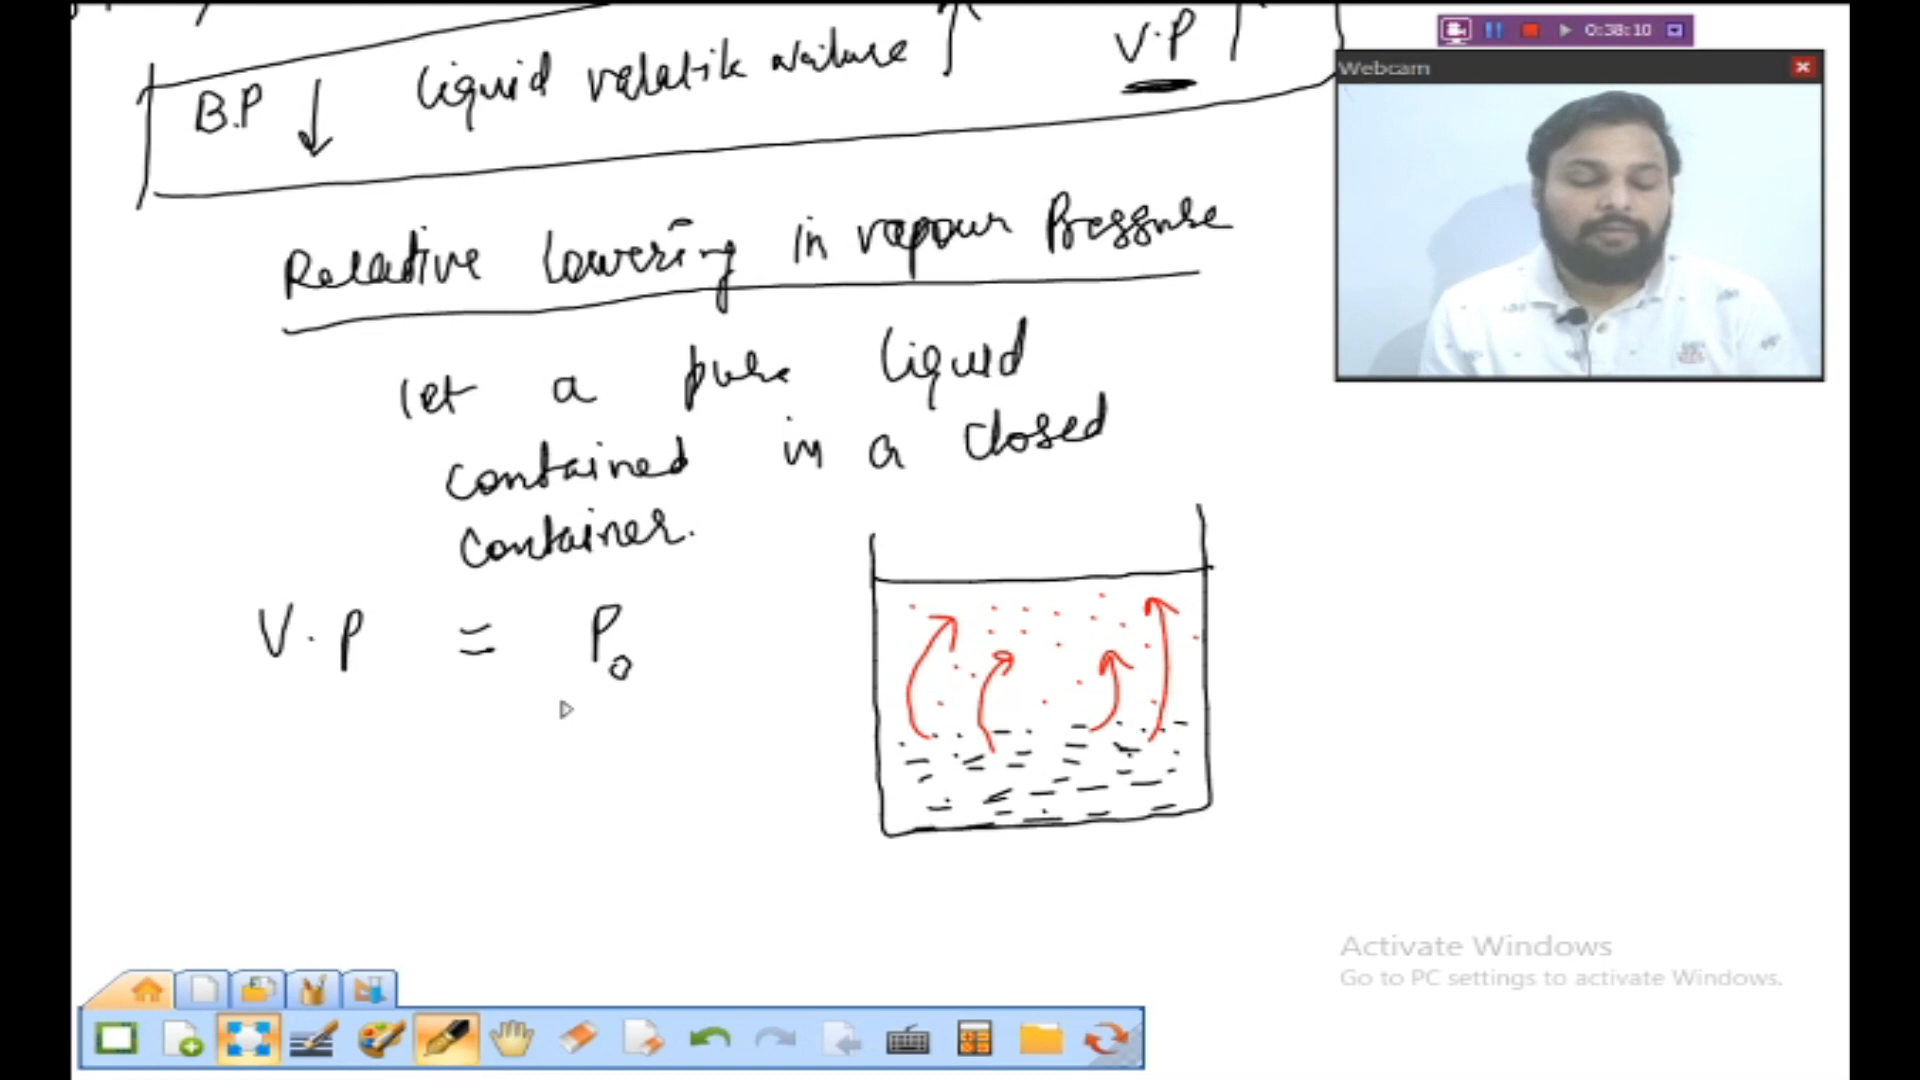 V.P
B.P ↓ liquid volatile nature ↑
0:38:10
Webcam
Relative lowering in vapour Pressure
let a pure liquid
contained in a closed
container.
V.P = P₀
Activate Windows
Go to PC settings to activate Windows.